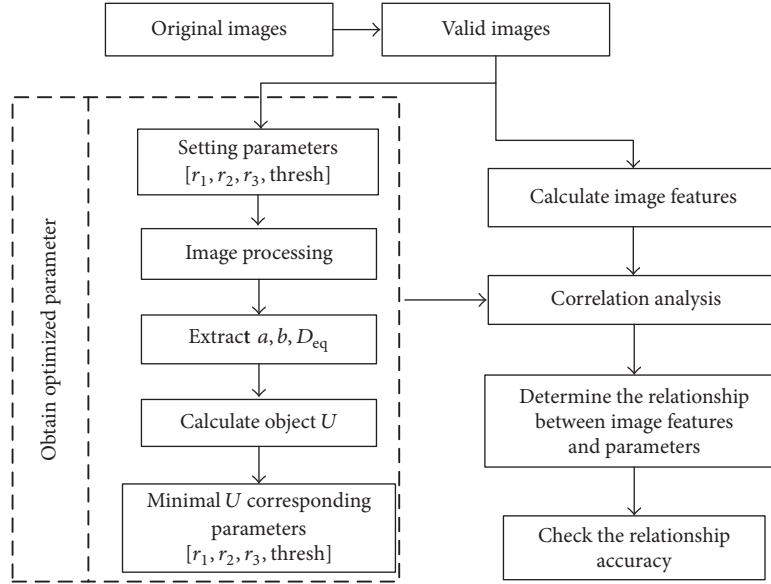 Original images
Valid images
Obtain optimized parameter
Setting parameters
[r₁, r₂, r₃, thresh]
Image processing
Extract a, b, D_eq
Calculate object U
Minimal U corresponding
parameters
[r₁, r₂, r₃, thresh]
Calculate image features
Correlation analysis
Determine the relationship
between image features
and parameters
Check the relationship
accuracy